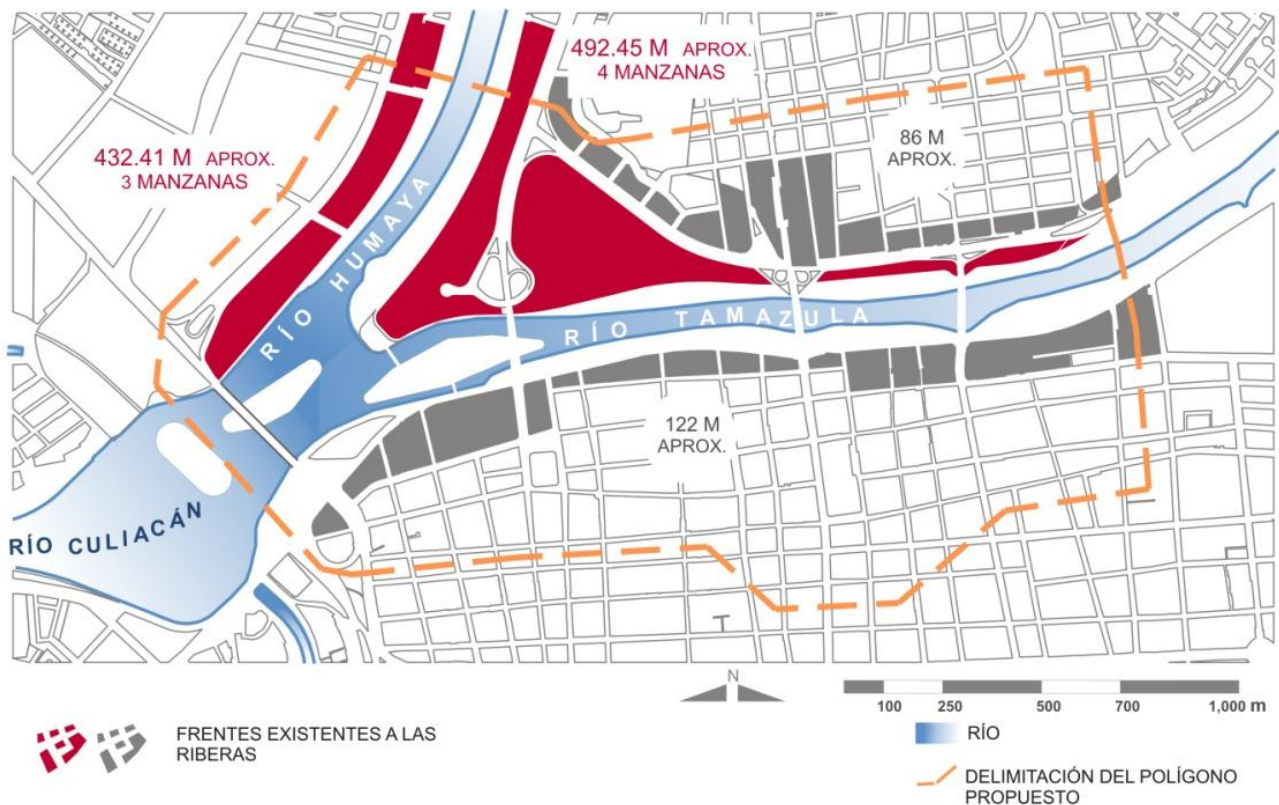 492.45 M APROX.
4 MANZANAS
86 M
APROX.
432.41 M APROX.
3 MANZANAS
RÍO HUMAYA
RÍO TAMAZULA
122 M
APROX.
RÍO CULIACÁN
N
100 250 500 700 1,000 m
FRENTES EXISTENTES A LAS
RIBERAS
RÍO
DELIMITACIÓN DEL POLÍGONO
PROPUESTO